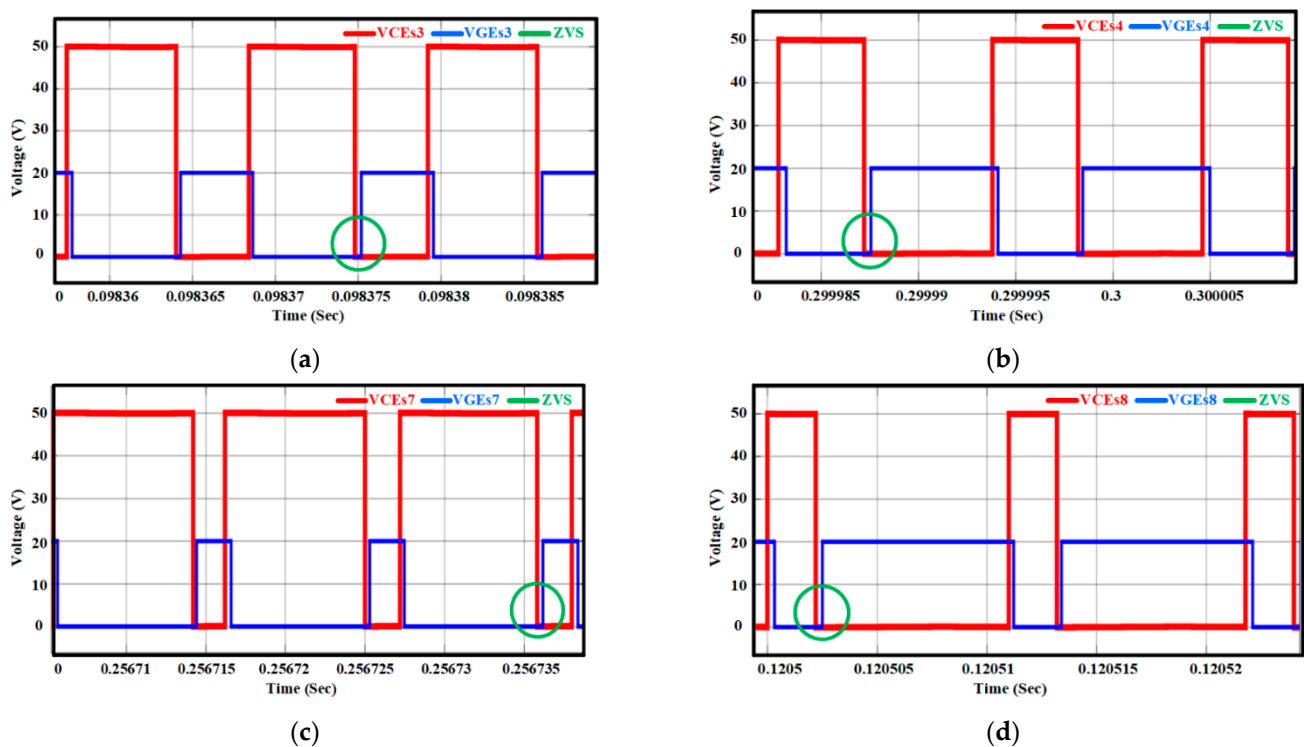 VCEs3 VGEs3 ZVS
50
40
30
20
10
0
Voltage (V)
0 0.09836 0.098365 0.09837 0.098375 0.09838 0.098385
Time (Sec)
(a)
VCEs4 VGEs4 ZVS
50
40
30
20
10
0
Voltage (V)
0 0.299985 0.29999 0.299995 0.3 0.300005
Time (Sec)
(b)
VCEs7 VGEs7 ZVS
50
40
30
20
10
0
Voltage (V)
0 0.256671 0.256715 0.25672 0.256725 0.25673 0.256735
Time (Sec)
(c)
VCEs8 VGEs8 ZVS
50
40
30
20
10
0
Voltage (V)
0.1205 0.120505 0.12051 0.120515 0.12052
Time (Sec)
(d)